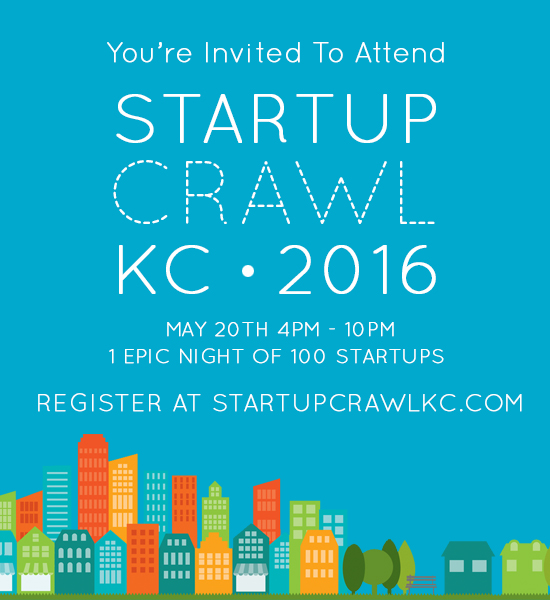 You're Invited To Attend
STARTUP
CRAWL
KC • 2016
MAY 20TH 4PM - 10PM
1 EPIC NIGHT OF 100 STARTUPS
REGISTER AT STARTUPCRAWLKC.COM